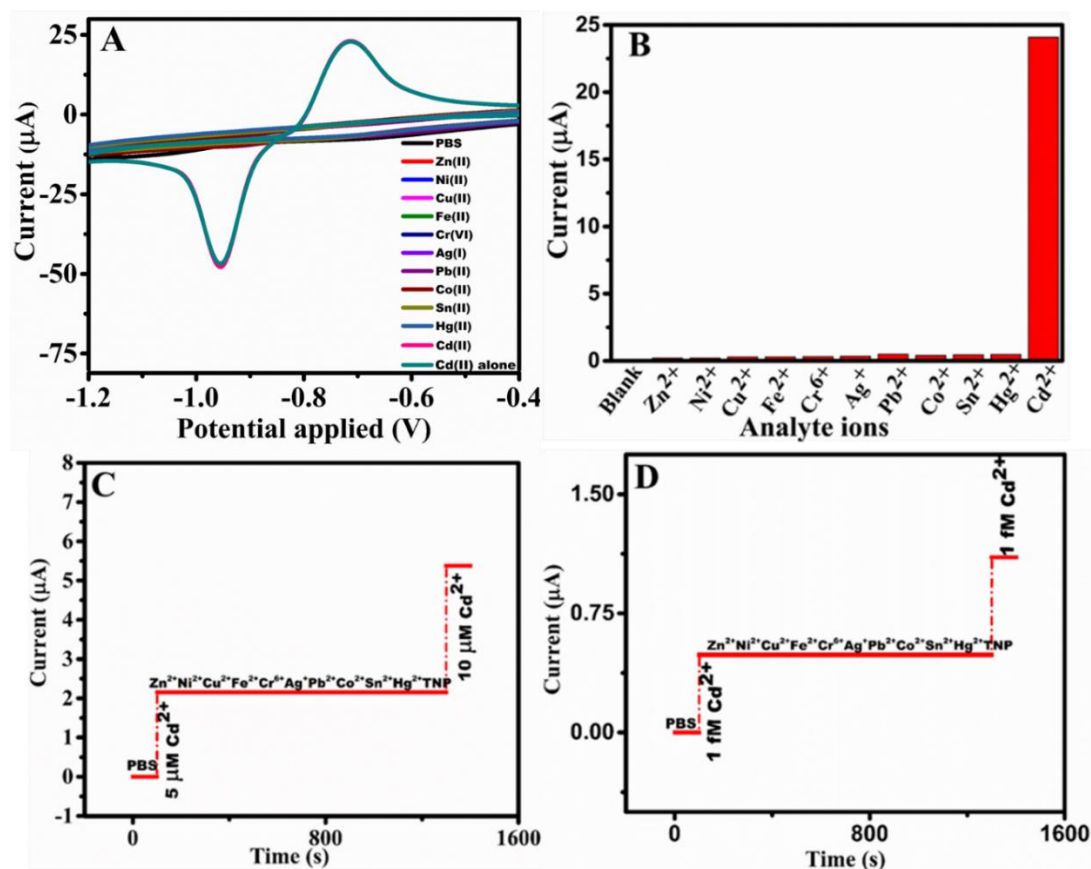 A
25
0
-25
-50
-75
Current (μA)
PBS
Zn(II)
Ni(II)
Cu(II)
Fe(II)
Cr(VI)
Ag(I)
Pb(II)
Co(II)
Sn(II)
Hg(II)
Cd(II)
Cd(II) alone
-1.2 -1.0 -0.8 -0.6 -0.4
Potential applied (V)
B
25
20
15
10
5
0
Current (μA)
Blank Zn2+ Ni2+ Cu2+ Fe2+ Cr6+ Ag+ Pb2+ Co2+ Sn2+ Hg2+ Cd2+
Analyte ions
C
8
7
6
5
4
3
2
1
0
-1
Current (μA)
PBS
5 μM Cd2+
Zn2+Ni2+Cu2+Fe2+Cr6+Ag+Pb2+Co2+Sn2+Hg2+TNP
10 μM Cd2+
0 800 1600
Time (s)
D
1.50
0.75
0.00
Current (μA)
PBS
1 fM Cd2+
Zn2+Ni2+Cu2+Fe2+Cr6+Ag+Pb2+Co2+Sn2+Hg2+TNP
1 fM Cd2+
0 800 1600
Time (s)